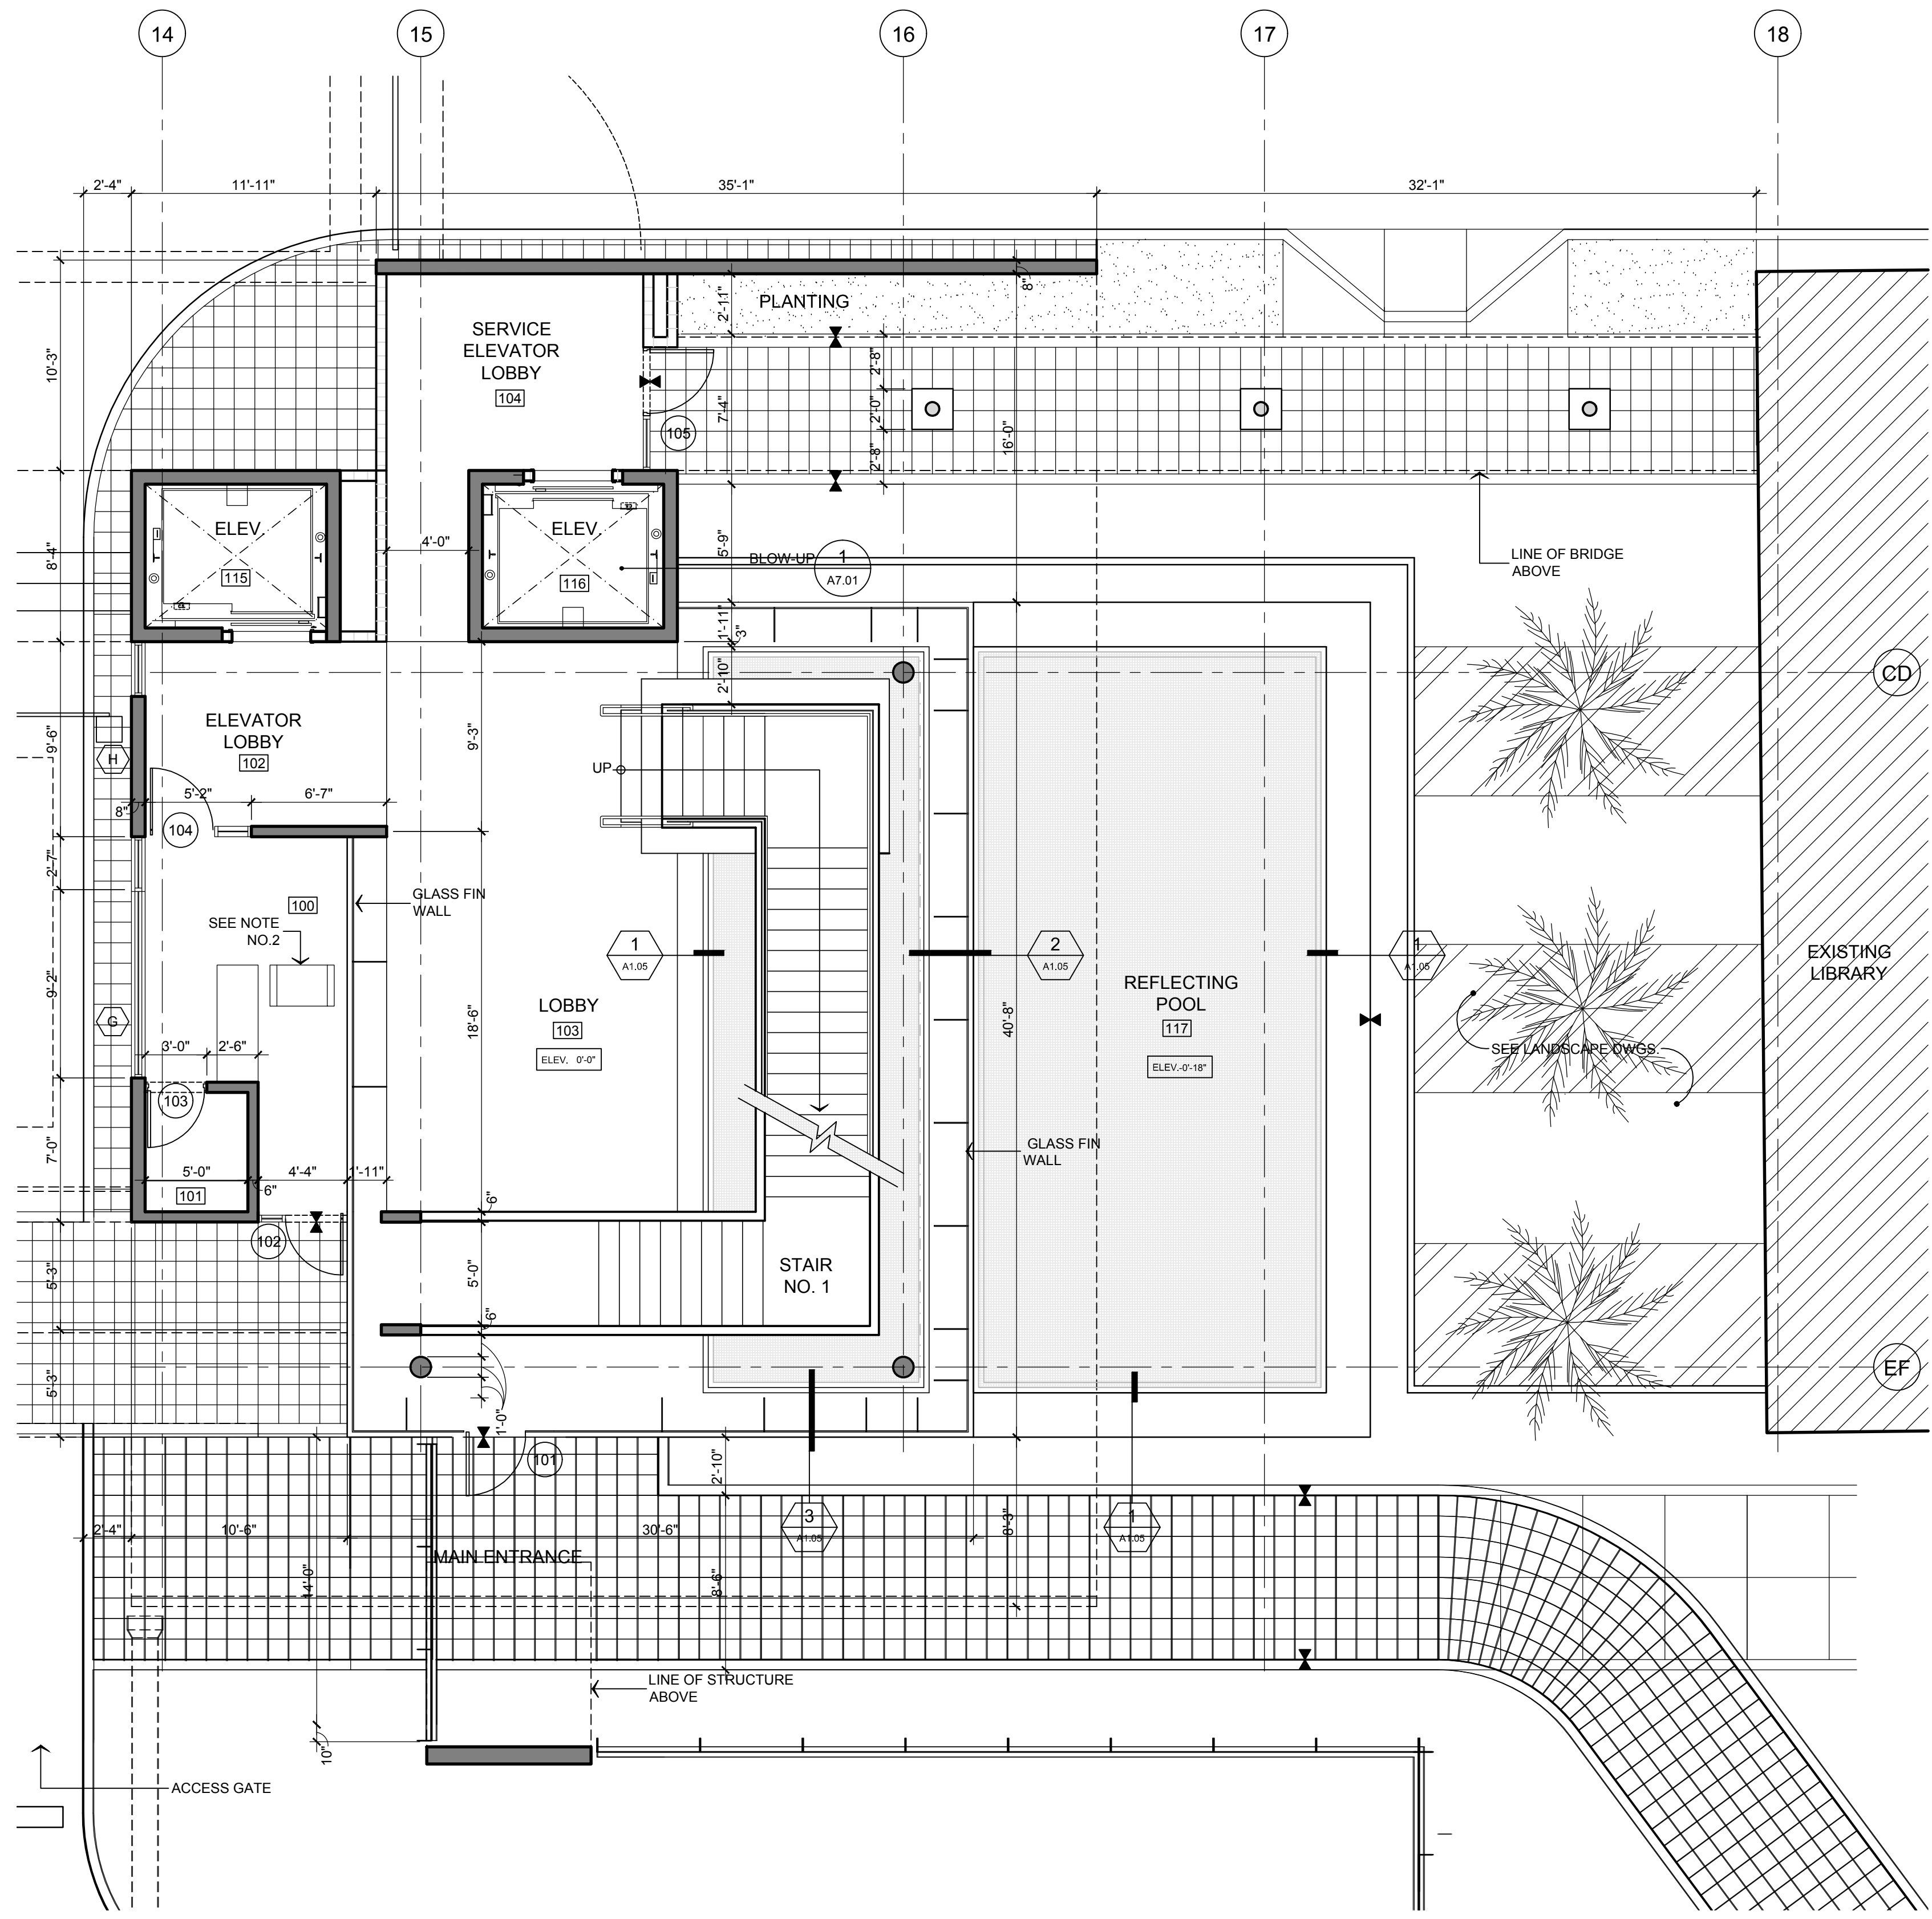 14 15 16 17 18
2'-4" 11'-11" 35'-1" 32'-1"
10'-3"
8'-4"
9'-6"
2'-7"
9'-2"
7'-0"
5'-3"
5'-3"
SERVICE
ELEVATOR
LOBBY
104
105
PLANTING
2'-11"
8"
7'-4"
2'-8"
2'-0"
2'-8"
16'-0"
ELEV.
115
4'-0"
ELEV.
116
5'-9"
BLOW-UP
1
A7.01
LINE OF BRIDGE
ABOVE
1'-11"
3"
2'-10"
CD
ELEVATOR
LOBBY
102
H
9'-3"
UP
5'-2" 6'-7"
8"
104
GLASS FIN
WALL
100
SEE NOTE
NO.2
1
A1.05
2
A1.05
1
A1.05
EXISTING
LIBRARY
REFLECTING
POOL
117
ELEV.-0'-18"
LOBBY
103
ELEV. 0'-0"
18'-6"
40'-8"
G
SEE LANDSCAPE DWGS.
3'-0" 2'-6"
103
5'-0" 4'-4" 1'-11"
101
6"
GLASS FIN
WALL
6"
102
5'-0"
STAIR
NO. 1
6"
EF
1'-0"
101
2'-10"
3
A1.05
1
A1.05
2'-4" 10'-6" 30'-6"
8'-3"
MAIN ENTRANCE
14'-0"
8'-6"
LINE OF STRUCTURE
ABOVE
10"
ACCESS GATE